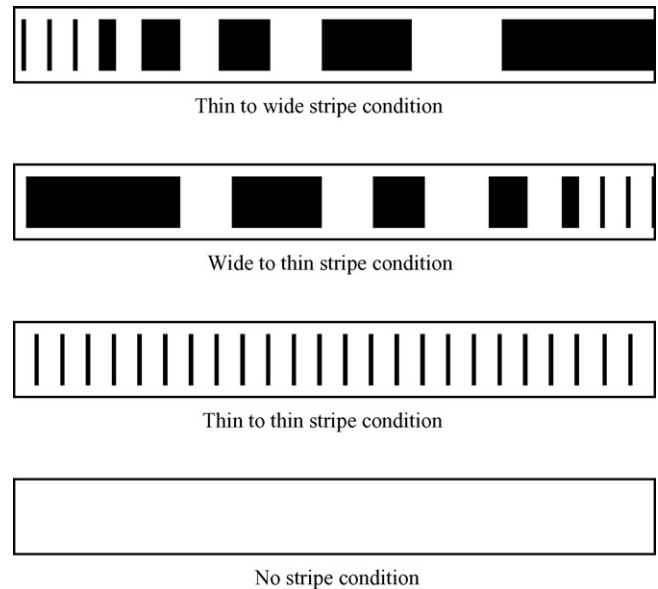 Thin to wide stripe condition
Wide to thin stripe condition
Thin to thin stripe condition
No stripe condition